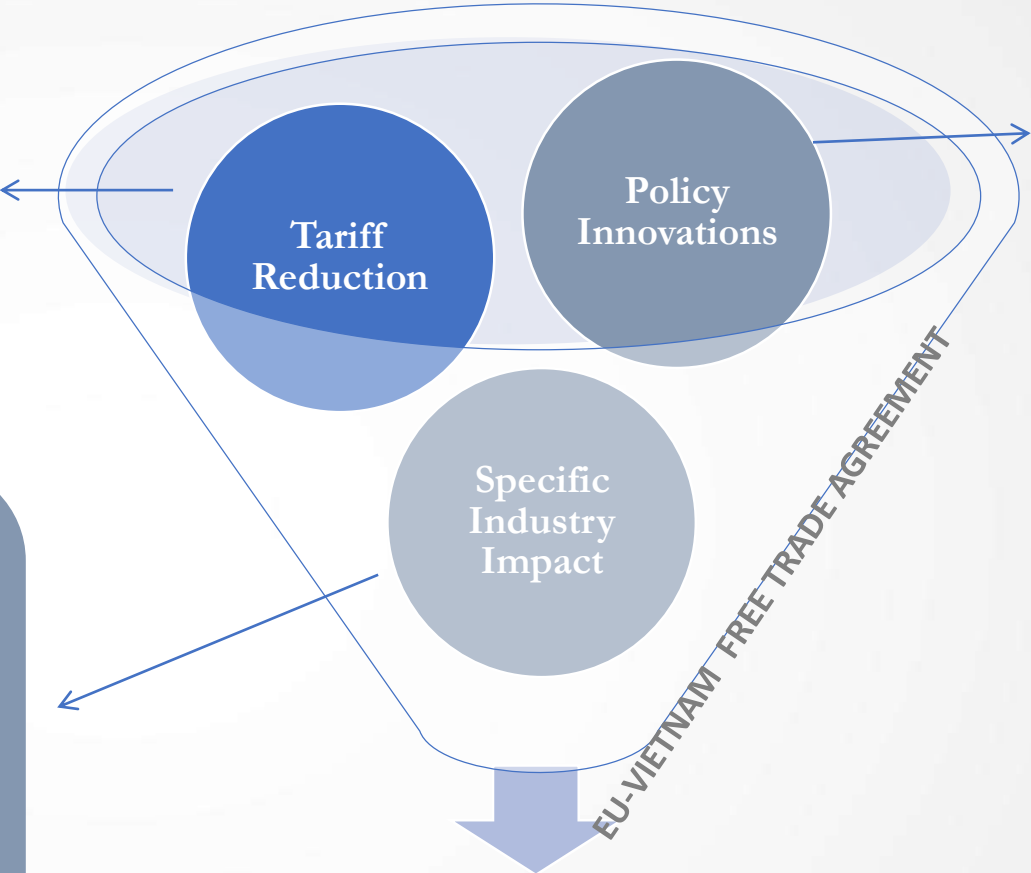 Policy
Innovations
Tariff
Reduction
Specific
Industry
Impact
EU-VIETNAM FREE TRADE AGREEMENT